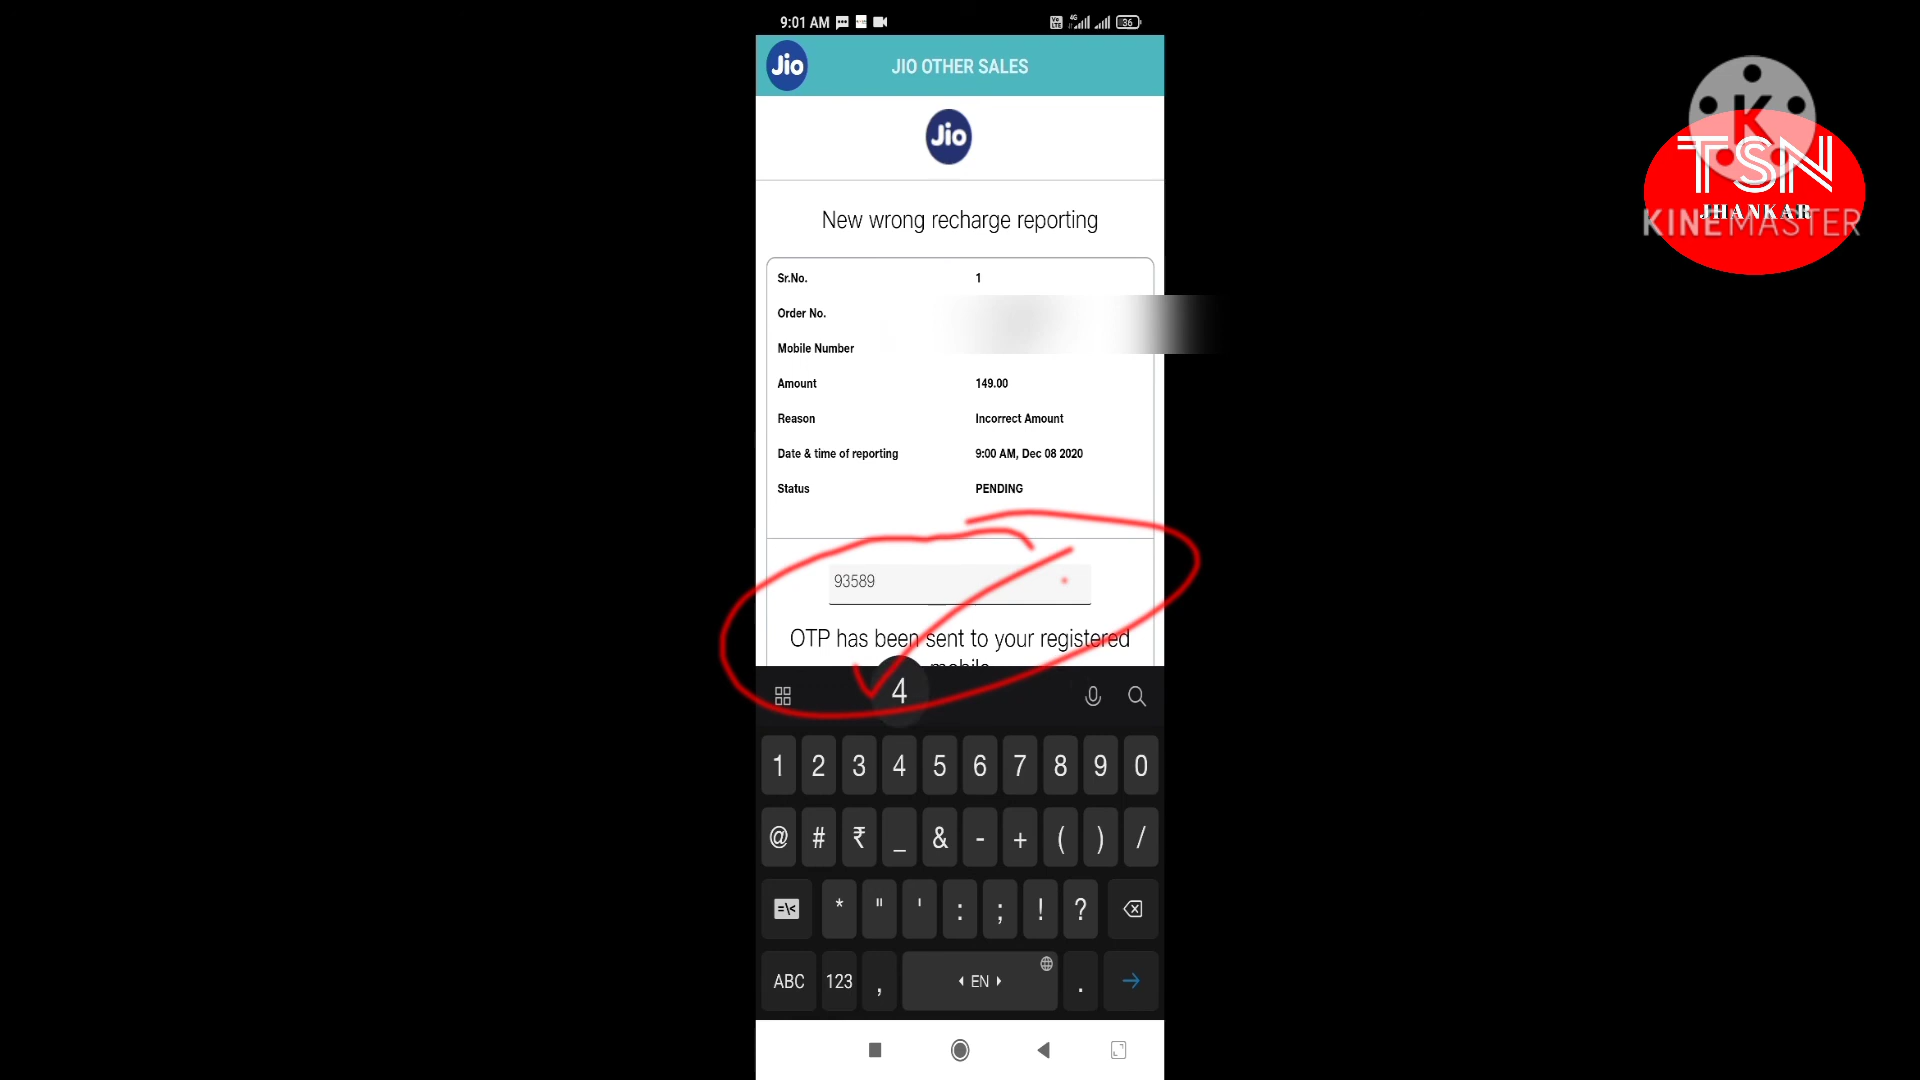 9:01 AM 4G 36
Jio JIO OTHER SALES
Jio
New wrong recharge reporting
Sr.No. 1
Order No.
Mobile Number
Amount 149.00
Reason Incorrect Amount
Date & time of reporting 9:00 AM, Dec 08 2020
Status PENDING
93589
OTP has been sent to your registered
mobile
4
1 2 3 4 5 6 7 8 9 0
@ # ₹ _ & - + ( ) /
=\< * " ' : ; ! ?
ABC 123 , EN .
K
TSN
JHANKAR
KINEMASTER